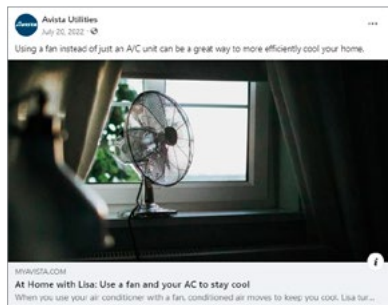 Avista Utilities
July 20, 2022
Using a fan instead of just an A/C unit can be a great way to more efficiently cool your home.
MYAVISTA.COM
At Home with Lisa: Use a fan and your AC to stay cool
When you use your air conditioner with a fan, conditioned air moves to keep you cool. Lisa tur...